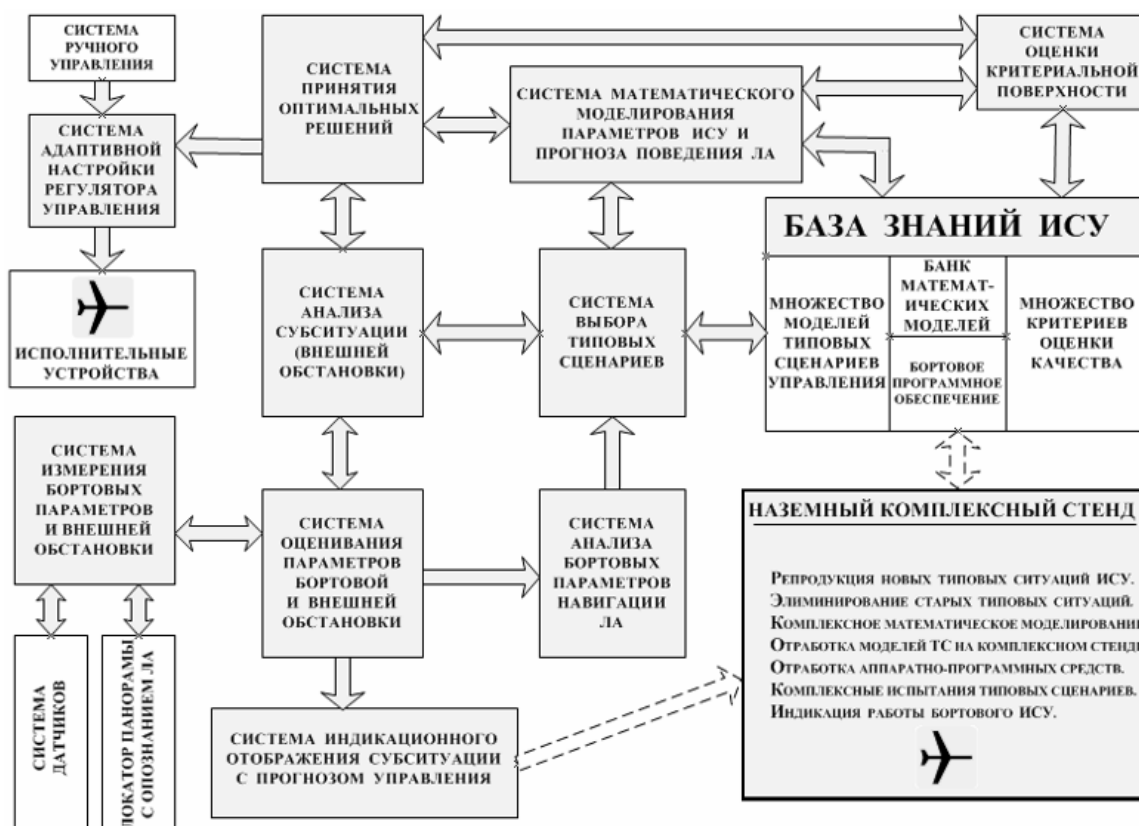 СИСТЕМА
РУЧНОГО
УПРАВЛЕНИЯ
СИСТЕМА
АДАПТИВНОЙ
НАСТРОЙКИ
РЕГУЛЯТОРА
УПРАВЛЕНИЯ
ИСПОЛНИТЕЛЬНЫЕ
УСТРОЙСТВА
СИСТЕМА
ПРИНЯТИЯ
ОПТИМАЛЬНЫХ
РЕШЕНИЙ
СИСТЕМА МАТЕМАТИЧЕСКОГО
МОДЕЛИРОВАНИЯ
ПАРАМЕТРОВ ИСУ И
ПРОГНОЗА ПОВЕДЕНИЯ ЛА
СИСТЕМА
ОЦЕНКИ
КРИТЕРИАЛЬНОЙ
ПОВЕРХНОСТИ
СИСТЕМА
АНАЛИЗА
СУБСИТУАЦИИ
(ВНЕШНЕЙ
ОБСТАНОВКИ)
СИСТЕМА
ВЫБОРА
ТИПОВЫХ
СЦЕНАРИЕВ
БАЗА ЗНАНИЙ ИСУ
МНОЖЕСТВО
МОДЕЛЕЙ
ТИПОВЫХ
СЦЕНАРИЕВ
УПРАВЛЕНИЯ
БАНК
МАТЕМАТ-
ИЧЕСКИХ
МОДЕЛЕЙ
БОРТОВОЕ
ПРОГРАММНОЕ
ОБЕСПЕЧЕНИЕ
МНОЖЕСТВО
КРИТЕРИЕВ
ОЦЕНКИ
КАЧЕСТВА
СИСТЕМА
ИЗМЕРЕНИЯ
БОРТОВЫХ
ПАРАМЕТРОВ
И ВНЕШНЕЙ
ОБСТАНОВКИ
СИСТЕМА
ОЦЕНИВАНИЯ
ПАРАМЕТРОВ
БОРТОВОЙ
И ВНЕШНЕЙ
ОБСТАНОВКИ
СИСТЕМА
АНАЛИЗА
БОРТОВЫХ
ПАРАМЕТРОВ
НАВИГАЦИИ
ЛА
СИСТЕМА
ДАТЧИКОВ
ЛОКАТОР ПАНОРАМЫ
С ОПОЗНАНИЕМ ЛА
СИСТЕМА ИНДИКАЦИОННОГО
ОТОБРАЖЕНИЯ СУБСИТУАЦИИ
С ПРОГНОЗОМ УПРАВЛЕНИЯ
НАЗЕМНЫЙ КОМПЛЕКСНЫЙ СТЕНД
РЕПРОДУКЦИЯ НОВЫХ ТИПОВЫХ СИТУАЦИЙ ИСУ.
ЭЛИМИНИРОВАНИЕ СТАРЫХ ТИПОВЫХ СИТУАЦИЙ.
КОМПЛЕКСНОЕ МАТЕМАТИЧЕСКОЕ МОДЕЛИРОВАНИЕ
ОТРАБОТКА МОДЕЛЕЙ ТС НА КОМПЛЕКСНОМ СТЕНДЕ
ОТРАБОТКА АППАРАТНО-ПРОГРАММНЫХ СРЕДСТВ.
КОМПЛЕКСНЫЕ ИСПЫТАНИЯ ТИПОВЫХ СЦЕНАРИЕВ.
ИНДИКАЦИЯ РАБОТЫ БОРТОВОГО ИСУ.